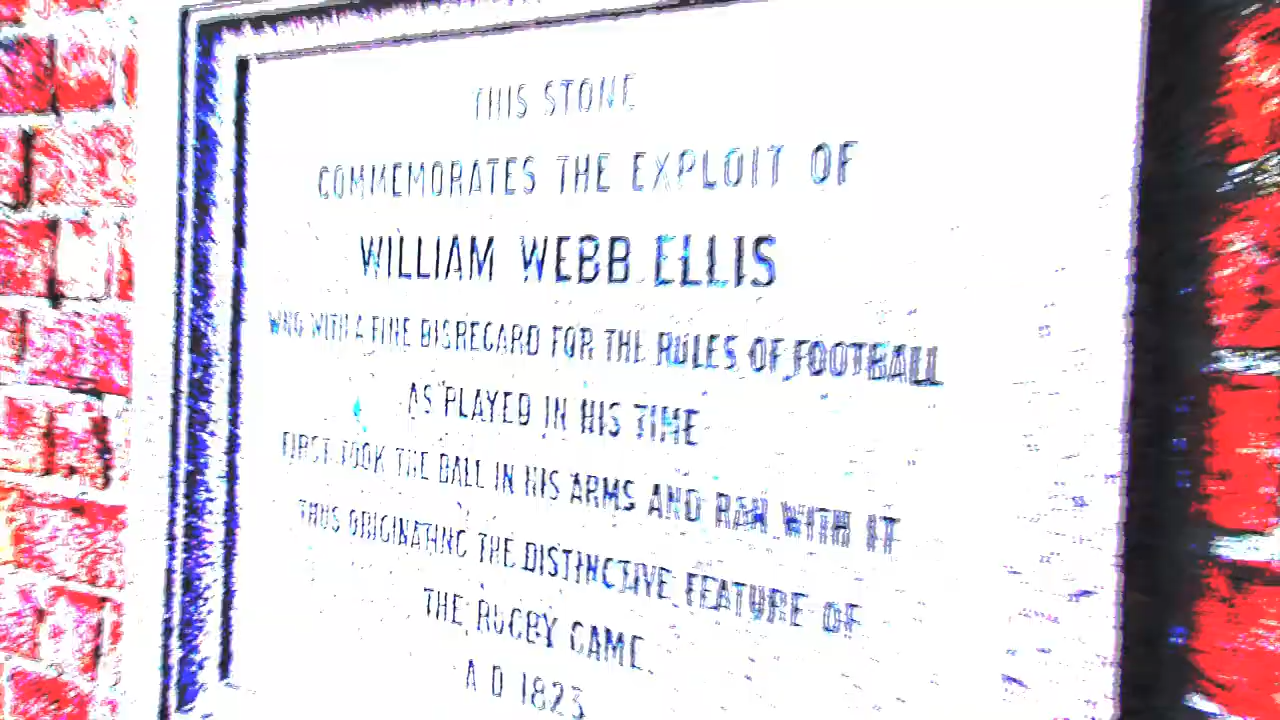 THIS STONE
COMMEMORATES THE EXPLOIT OF
WILLIAM WEBB ELLIS
WHO WITH A FINE DISREGARD FOR THE RULES OF FOOTBALL
AS PLAYED IN HIS TIME
FIRST TOOK THE BALL IN HIS ARMS AND RAN WITH IT
THUS ORIGINATING THE DISTINCTIVE FEATURE OF
THE RUGBY GAME.
A D 1823